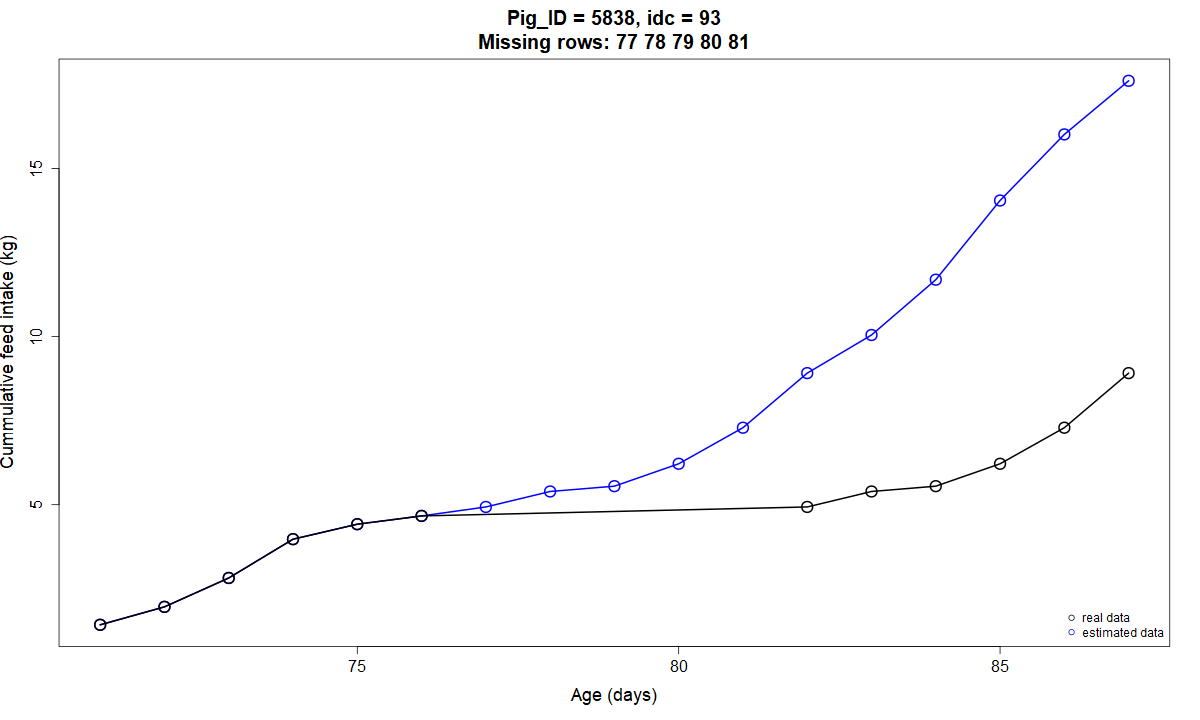 Pig_ID = 5838, idc = 93
Missing rows: 77 78 79 80 81
Cummulative feed intake (kg)
15
10
5
real data
estimated data
75
80
85
Age (days)